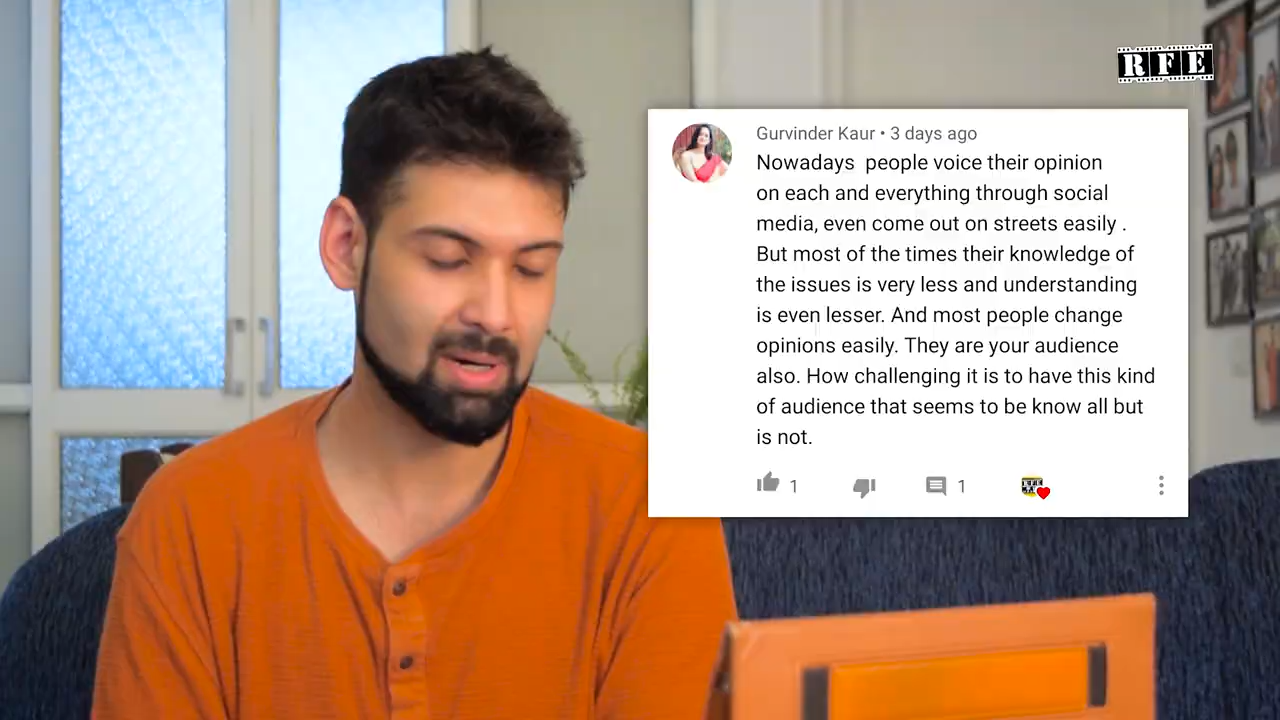 RFE
Gurvinder Kaur • 3 days ago
Nowadays  people voice their opinion
on each and everything through social
media, even come out on streets easily .
But most of the times their knowledge of
the issues is very less and understanding
is even lesser. And most people change
opinions easily. They are your audience
also. How challenging it is to have this kind
of audience that seems to be know all but
is not.
1
1